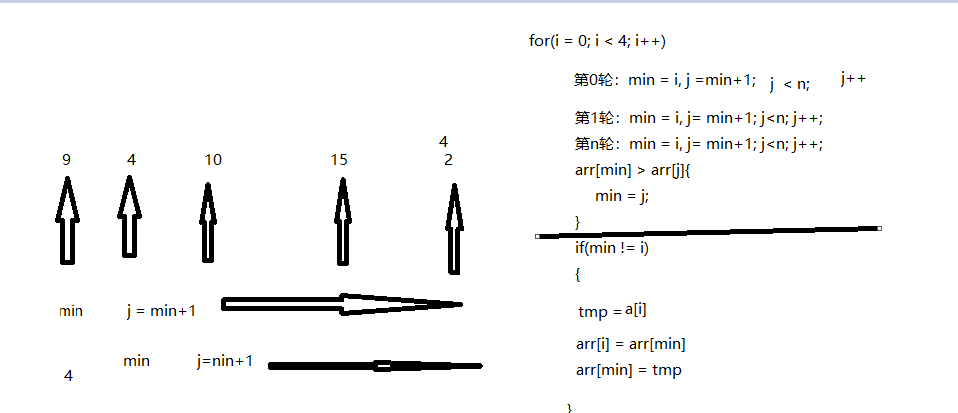 for(i = 0; i < 4; i++)
第0轮：min = i, j =min+1; j < n; j++
第1轮：min = i, j= min+1; j<n; j++;
第n轮：min = i, j= min+1; j<n; j++;
arr[min] > arr[j]{
min = j;
}
if(min != i)
{
tmp = a[i]
arr[i] = arr[min]
arr[min] = tmp
}
4
9 4 10 15 2
min j = min+1
min j=nin+1
4